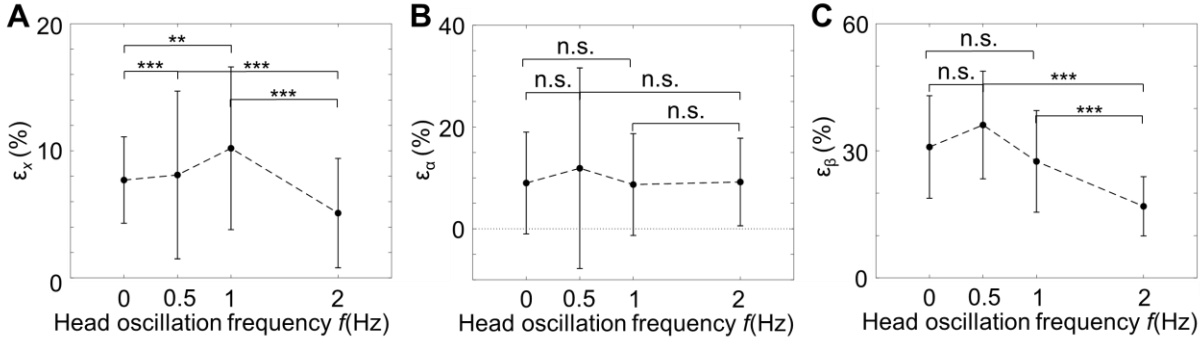 A
20
15
10
5
0
εx (%)
**
***
***
***
0 0.5 1 2
Head oscillation frequency f(Hz)
B
40
20
0
εα (%)
n.s.
n.s.
n.s.
n.s.
0 0.5 1 2
Head oscillation frequency f(Hz)
C
60
30
0
εβ (%)
n.s.
n.s.
***
***
0 0.5 1 2
Head oscillation frequency f(Hz)